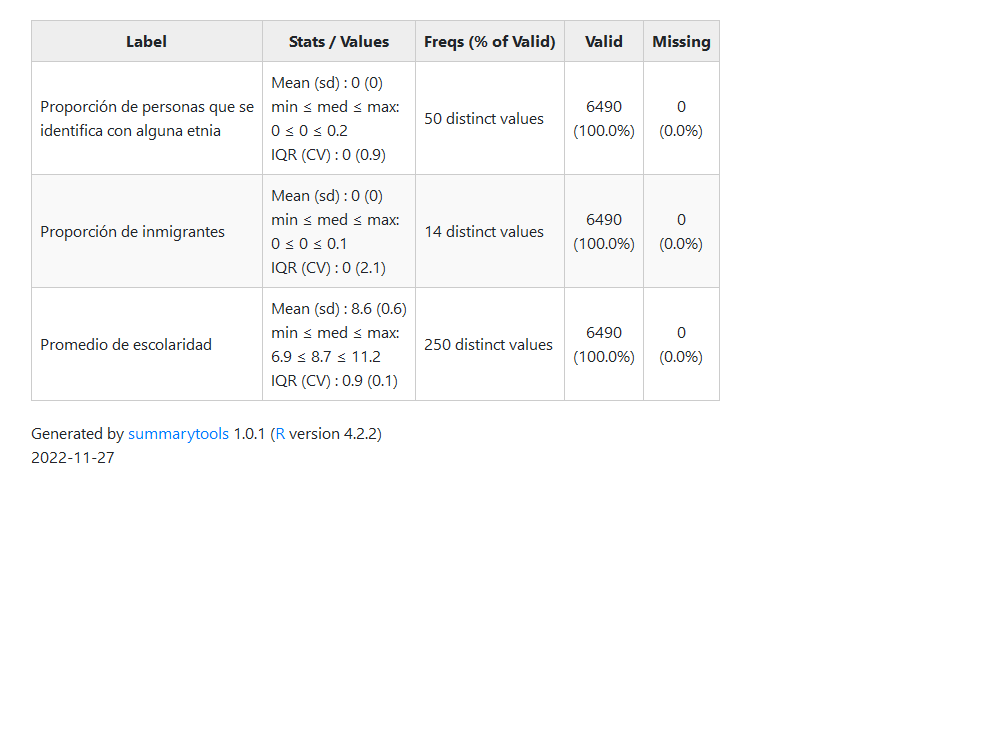 Label Stats / Values Freqs (% of Valid) Valid Missing
Proporción de personas que se
identifica con alguna etnia
Mean (sd) : 0 (0)
min ≤ med ≤ max:
0 ≤ 0 ≤ 0.2
IQR (CV) : 0 (0.9)
50 distinct values
6490
(100.0%)
0
(0.0%)
Proporción de inmigrantes
Mean (sd) : 0 (0)
min ≤ med ≤ max:
0 ≤ 0 ≤ 0.1
IQR (CV) : 0 (2.1)
14 distinct values
6490
(100.0%)
0
(0.0%)
Promedio de escolaridad
Mean (sd) : 8.6 (0.6)
min ≤ med ≤ max:
6.9 ≤ 8.7 ≤ 11.2
IQR (CV) : 0.9 (0.1)
250 distinct values
6490
(100.0%)
0
(0.0%)
Generated by summarytools 1.0.1 (R version 4.2.2)
2022-11-27